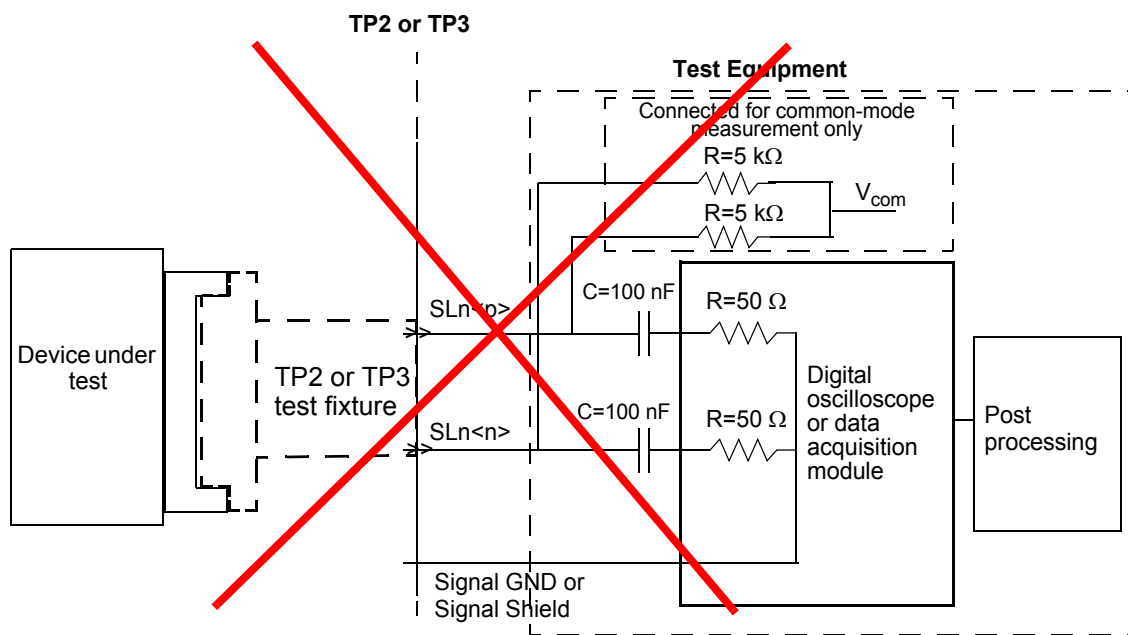 TP2 or TP3
Test Equipment
Connected for common-mode
measurement only
R=5 kΩ
Vcom
R=5 kΩ
C=100 nF
R=50 Ω
SLn<p>
Device under
test
TP2 or TP3
test fixture
C=100 nF
R=50 Ω
SLn<n>
Digital
oscilloscope
or data
acquisition
module
Post
processing
Signal GND or
Signal Shield